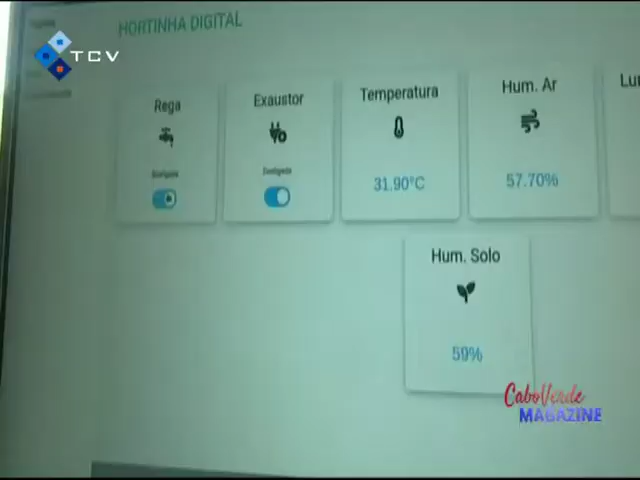 HORTINHA DIGITAL
TCV
Rega
Exaustor
Temperatura
Hum. Ar
31.90°C
57.70%
Hum. Solo
59%
CaboVerde
MAGAZINE